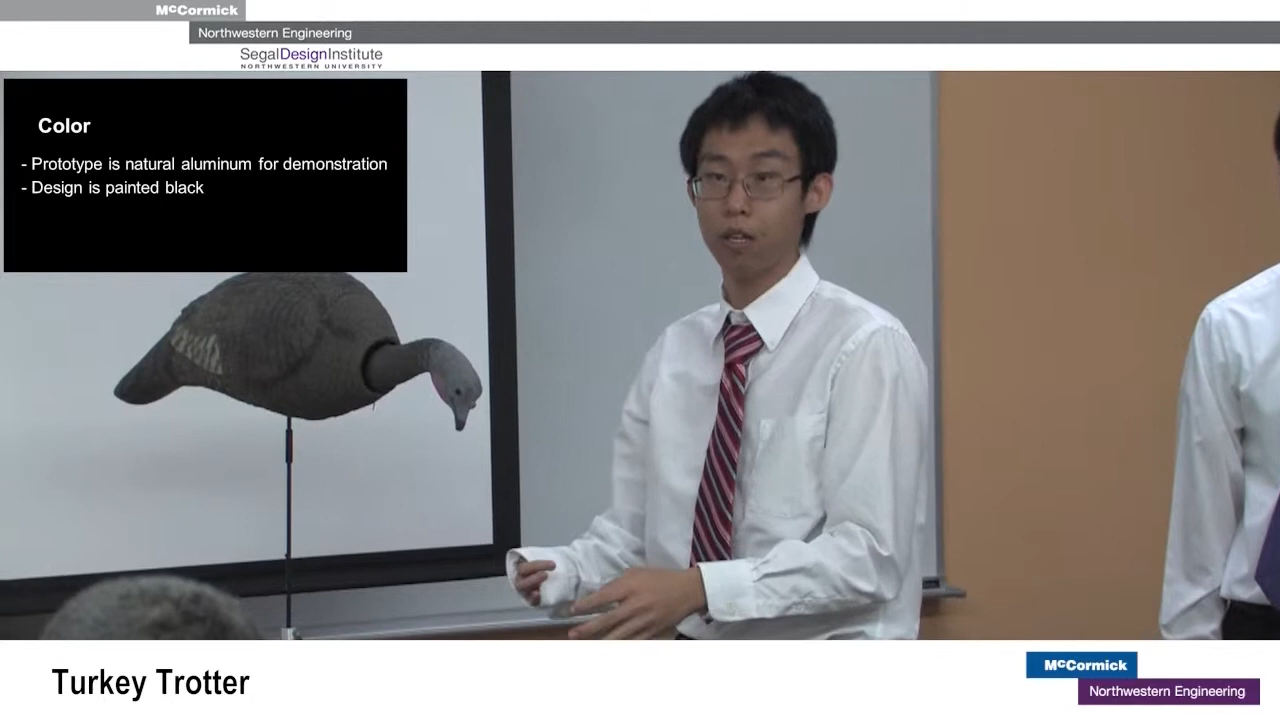 McCormick
Northwestern Engineering
SegalDesignInstitute
NORTHWESTERN UNIVERSITY
Color
- Prototype is natural aluminum for demonstration
- Design is painted black
Turkey Trotter
McCormick
Northwestern Engineering